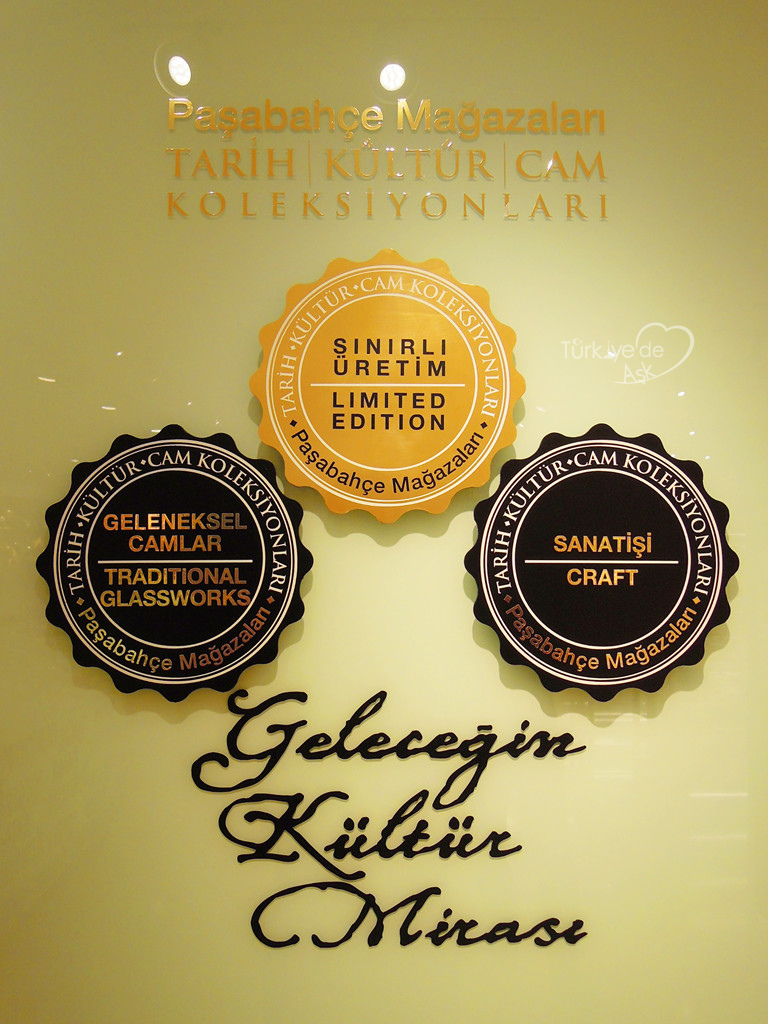 Paşabahçe Mağazaları
TARİH | KÜLTÜR | CAM
KOLEKSİYONLARI
TARİH • KÜLTÜR • CAM KOLEKSİYONLARI
SINIRLI
ÜRETİM
LIMITED
EDITION
Paşabahçe Mağazaları
Türkiye'de
Aşk
TARİH • KÜLTÜR • CAM KOLEKSİYONLARI
GELENEKSEL
CAMLAR
TRADITIONAL
GLASSWORKS
Paşabahçe Mağazaları
TARİH • KÜLTÜR • CAM KOLEKSİYONLARI
SANATİŞİ
CRAFT
Paşabahçe Mağazaları
Geleceğin
Kültür
Mirası